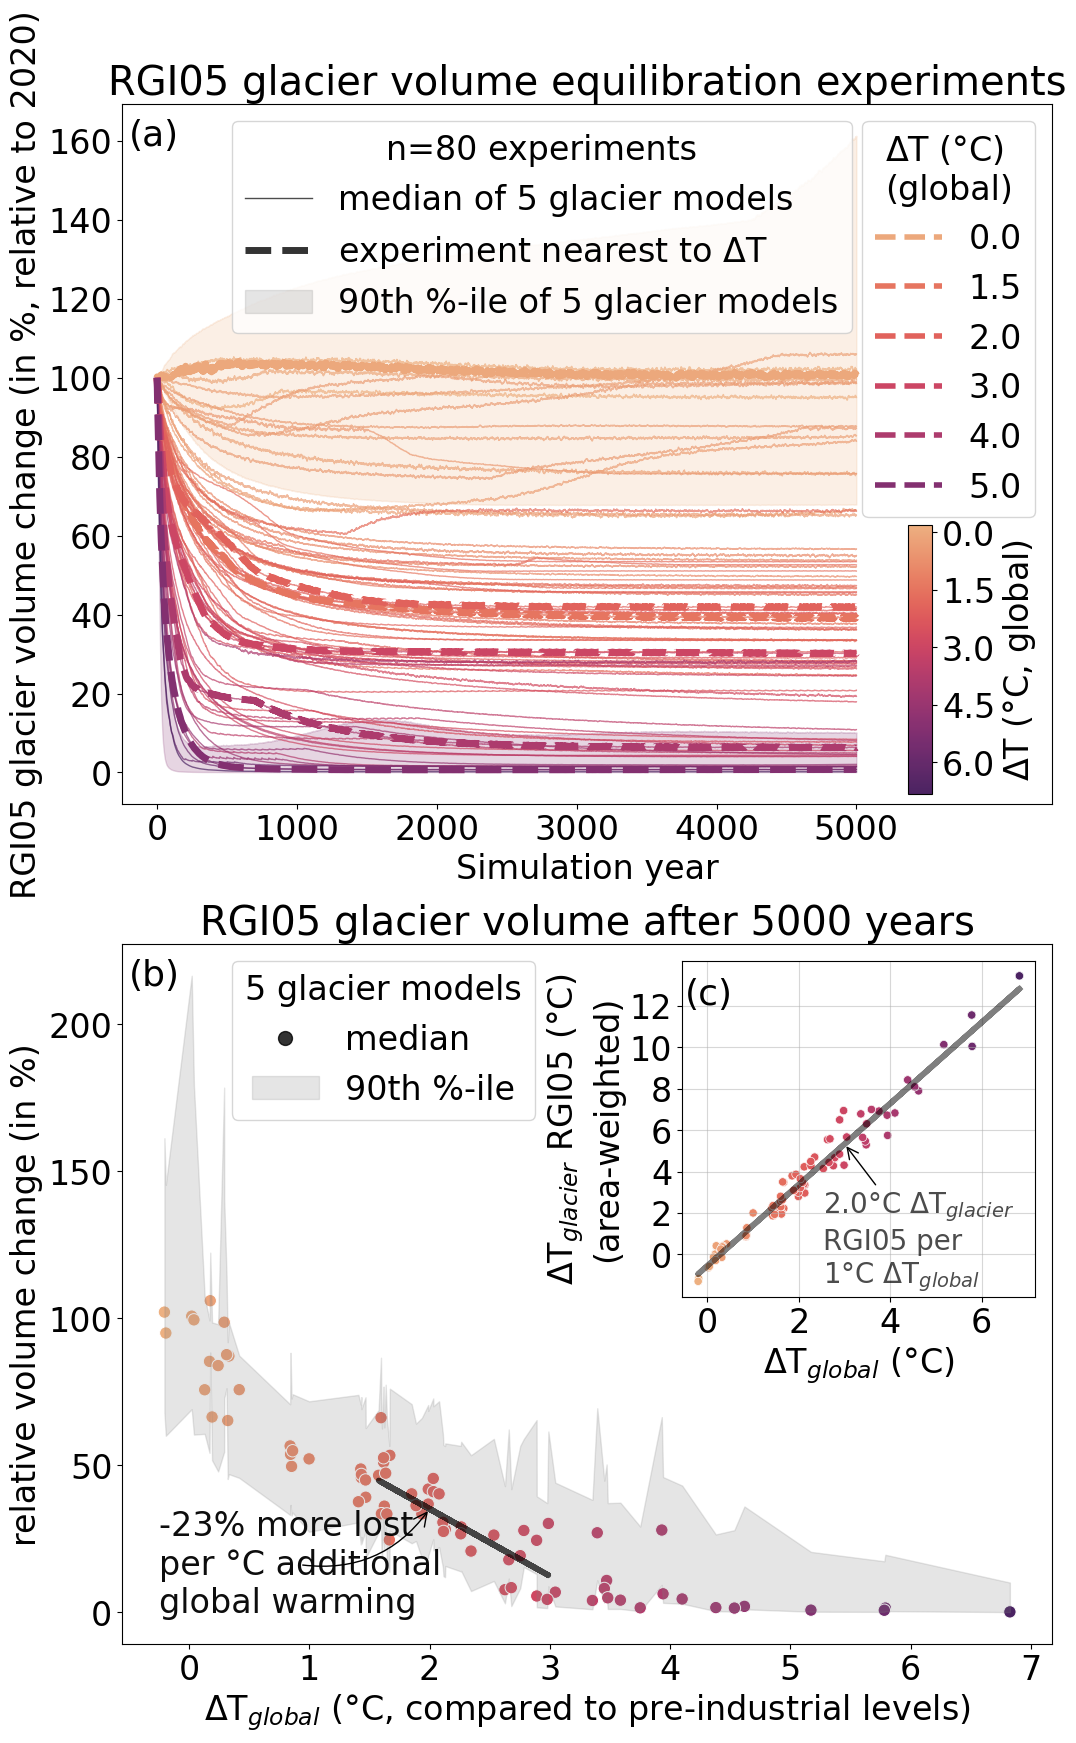 RGI05 glacier volume equilibration experiments
(a)
n=80 experiments
median of 5 glacier models
experiment nearest to ΔT
90th %-ile of 5 glacier models
ΔT (°C)
(global)
0.0
1.5
2.0
3.0
4.0
5.0
0.0
1.5
3.0
4.5
6.0
ΔT (°C, global)
160
140
120
100
80
60
40
20
0
RGI05 glacier volume change (in %, relative to 2020)
0 1000 2000 3000 4000 5000
Simulation year
RGI05 glacier volume after 5000 years
(b)
5 glacier models
median
90th %-ile
200
150
100
50
0
relative volume change (in %)
-23% more lost
per °C additional
global warming
0 1 2 3 4 5 6 7
ΔTglobal (°C, compared to pre-industrial levels)
(c)
12
10
8
6
4
2
0
ΔTglacier RGI05 (°C)
(area-weighted)
2.0°C ΔTglacier
RGI05 per
1°C ΔTglobal
0 2 4 6
ΔTglobal (°C)